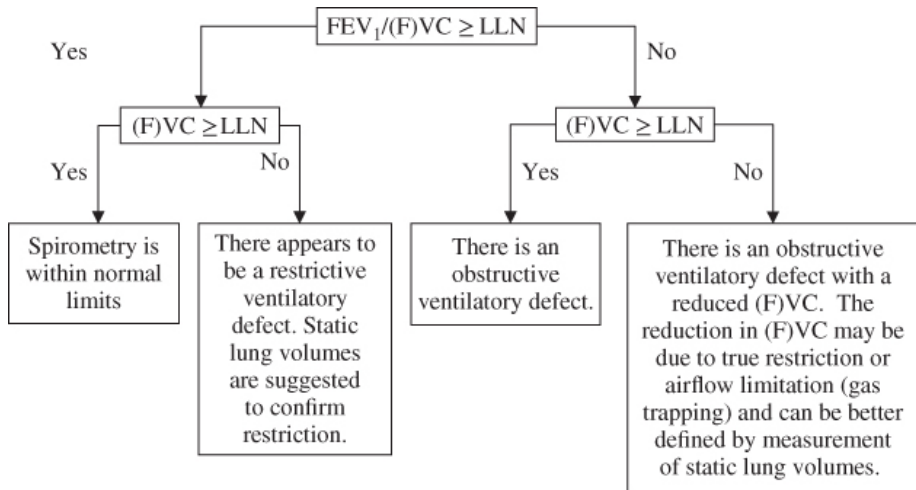 FEV₁/(F)VC ≥ LLN
Yes
No
(F)VC ≥ LLN
(F)VC ≥ LLN
Yes
No
Yes
No
Spirometry is
within normal
limits
There appears to
be a restrictive
ventilatory
defect. Static
lung volumes
are suggested
to confirm
restriction.
There is an
obstructive
ventilatory defect.
There is an obstructive
ventilatory defect with a
reduced (F)VC. The
reduction in (F)VC may be
due to true restriction or
airflow limitation (gas
trapping) and can be better
defined by measurement
of static lung volumes.